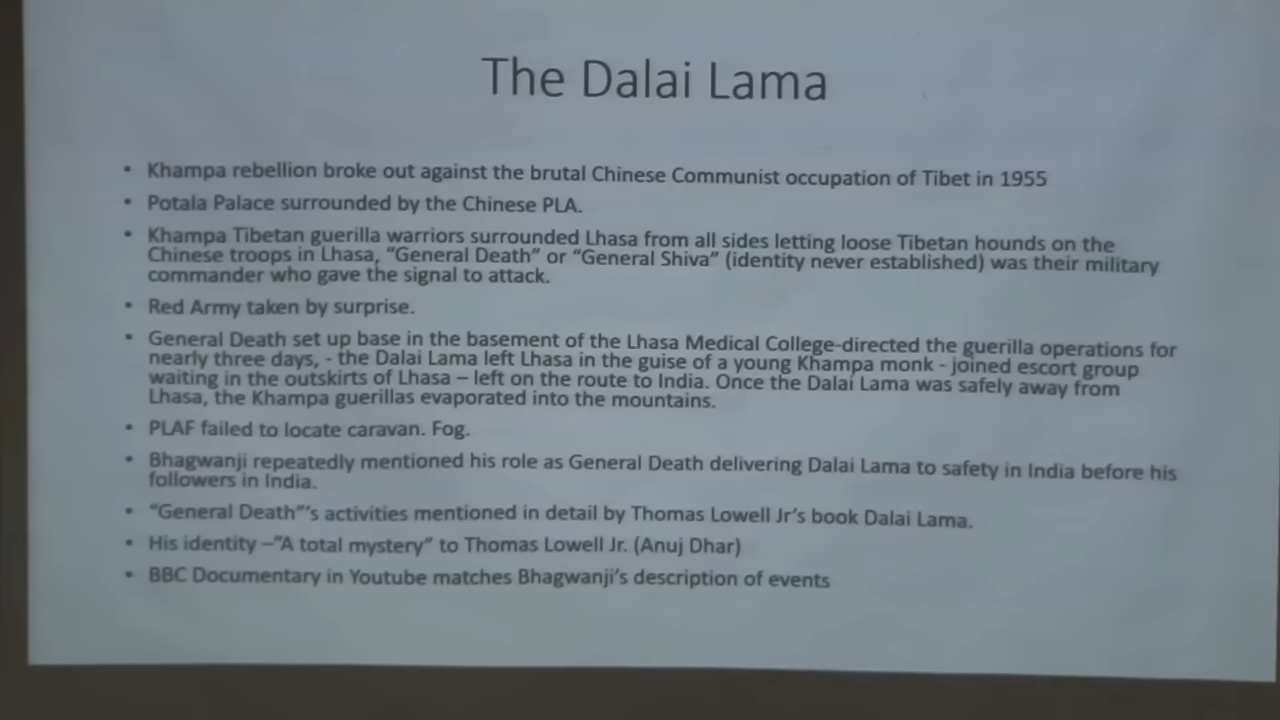 The Dalai Lama
• Khampa rebellion broke out against the brutal Chinese Communist occupation of Tibet in 1955
• Potala Palace surrounded by the Chinese PLA.
• Khampa Tibetan guerilla warriors surrounded Lhasa from all sides letting loose Tibetan hounds on the
Chinese troops in Lhasa, “General Death” or “General Shiva” (identity never established) was their military
commander who gave the signal to attack.
• Red Army taken by surprise.
• General Death set up base in the basement of the Lhasa Medical College-directed the guerilla operations for
nearly three days, - the Dalai Lama left Lhasa in the guise of a young Khampa monk - joined escort group
waiting in the outskirts of Lhasa – left on the route to India. Once the Dalai Lama was safely away from
Lhasa, the Khampa guerillas evaporated into the mountains.
• PLAF failed to locate caravan. Fog.
• Bhagwanji repeatedly mentioned his role as General Death delivering Dalai Lama to safety in India before his
followers in India.
• “General Death”’s activities mentioned in detail by Thomas Lowell Jr’s book Dalai Lama.
• His identity –”A total mystery” to Thomas Lowell Jr. (Anuj Dhar)
• BBC Documentary in Youtube matches Bhagwanji’s description of events